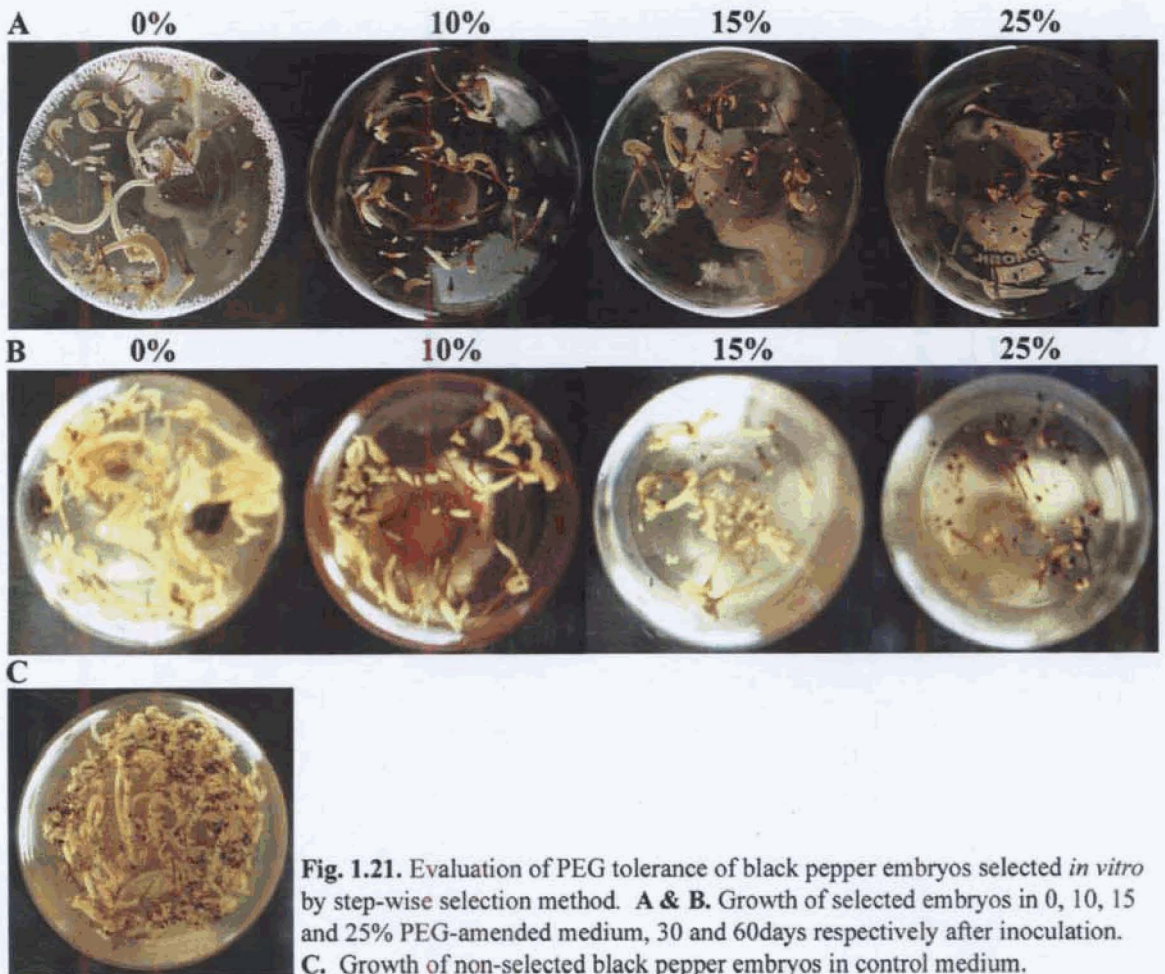 A 0% 10% 15% 25%
B 0% 10% 15% 25%
C
Fig. 1.21. Evaluation of PEG tolerance of black pepper embryos selected in vitro
by step-wise selection method. A & B. Growth of selected embryos in 0, 10, 15
and 25% PEG-amended medium, 30 and 60days respectively after inoculation.
C. Growth of non-selected black pepper embryos in control medium.